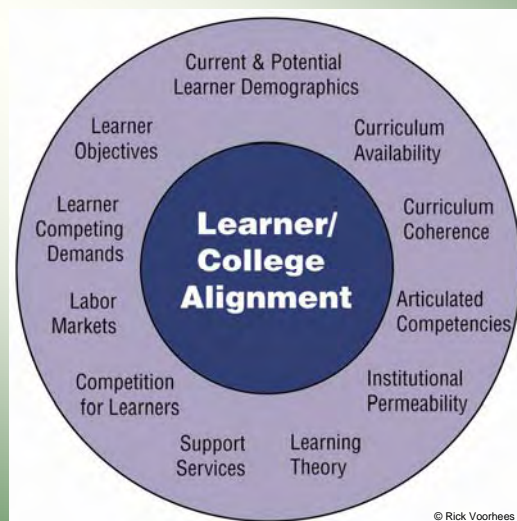 Current & Potential
Learner Demographics
Curriculum
Availability
Curriculum
Coherence
Articulated
Competencies
Institutional
Permeability
Learning
Theory
Support
Services
Competition
for Learners
Labor
Markets
Learner
Competing
Demands
Learner
Objectives
Learner/
College
Alignment
© Rick Voorhees